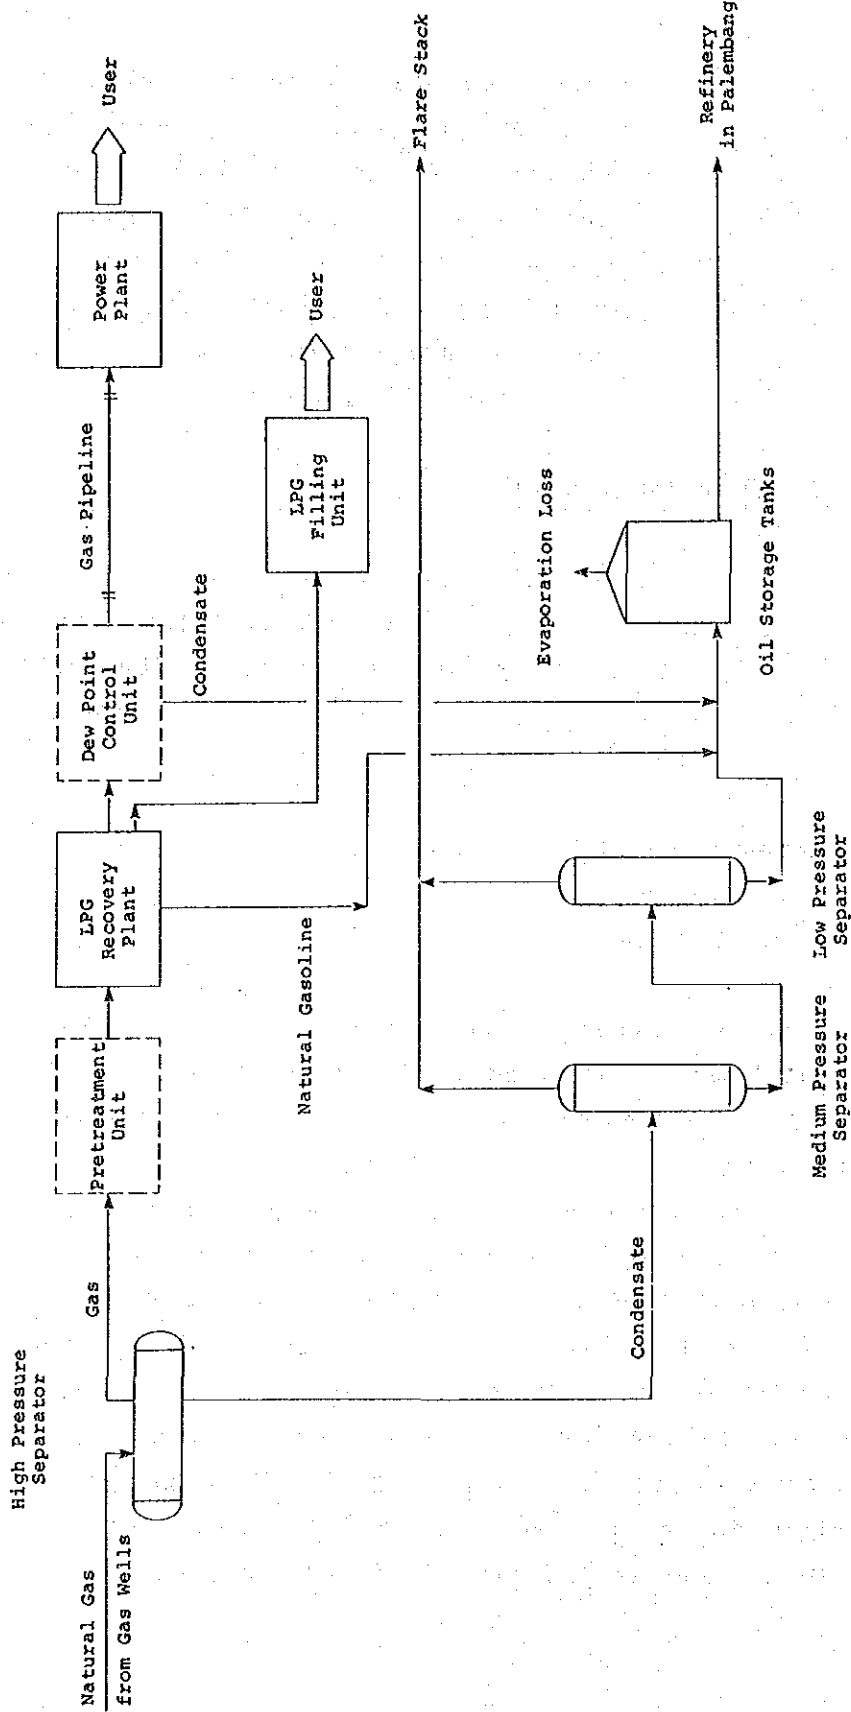 High Pressure
Separator
Natural Gas
from Gas Wells
Gas
Pretreatment
Unit
LPG
Recovery
Plant
Dew Point
Control
Unit
Gas Pipeline
Power
Plant
User
Condensate
LPG
Filling
Unit
User
Natural Gasoline
Flare Stack
Evaporation Loss
Condensate
Refinery
in Palembang
Oil Storage Tanks
Medium Pressure
Separator
Low Pressure
Separator